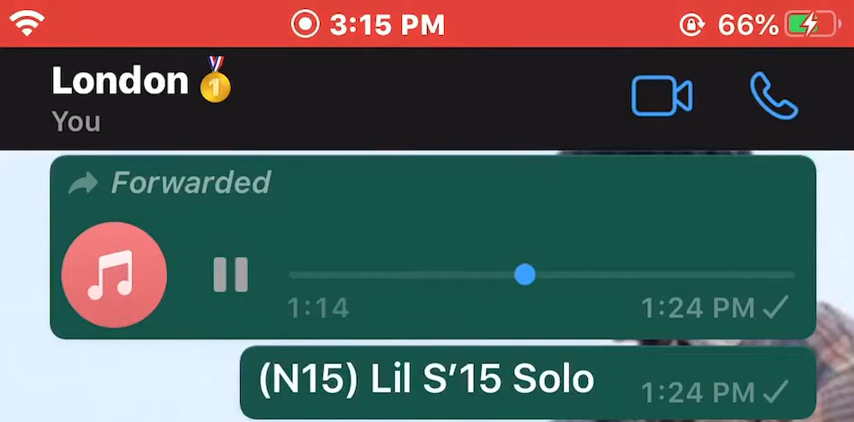 3:15 PM 66%
London 🥇
You
Forwarded
1:14 1:24 PM
(N15) Lil S’15 Solo 1:24 PM